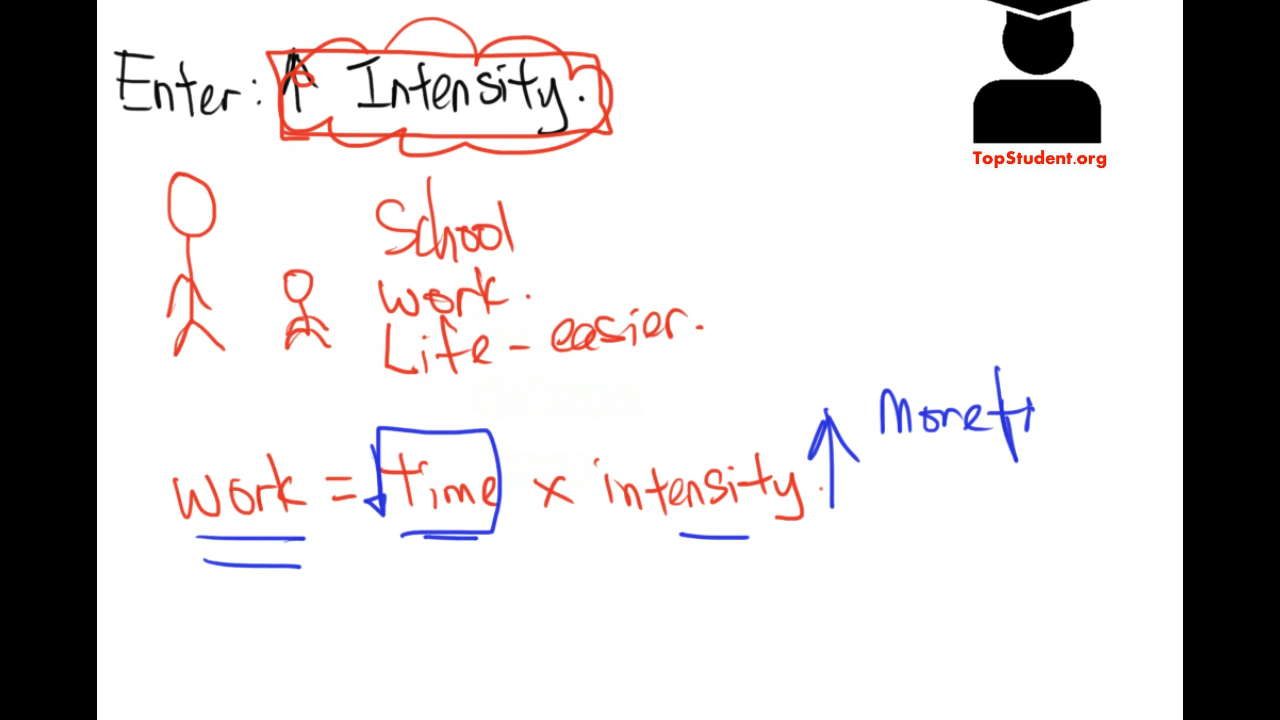 Enter: ↑ Intensity.
TopStudent.org
School
work.
Life - easier.
More
work = time x intensity.